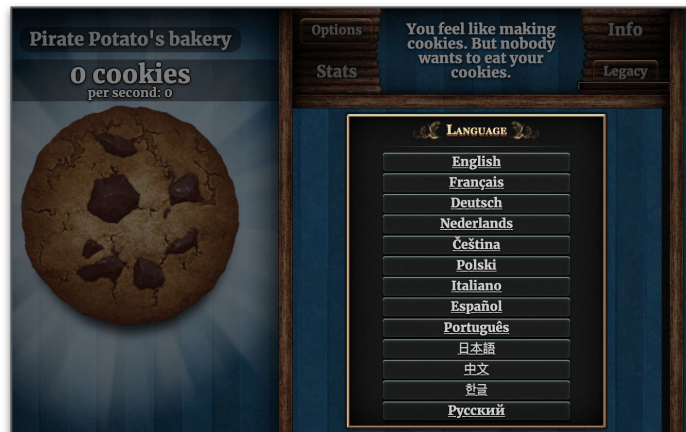 Pirate Potato's bakery
0 cookies
per second: 0
Options
Stats
You feel like making
cookies. But nobody
wants to eat your
cookies.
Info
Legacy
Language
English
Français
Deutsch
Nederlands
Čeština
Polski
Italiano
Español
Português
日本語
中文
한글
Русский